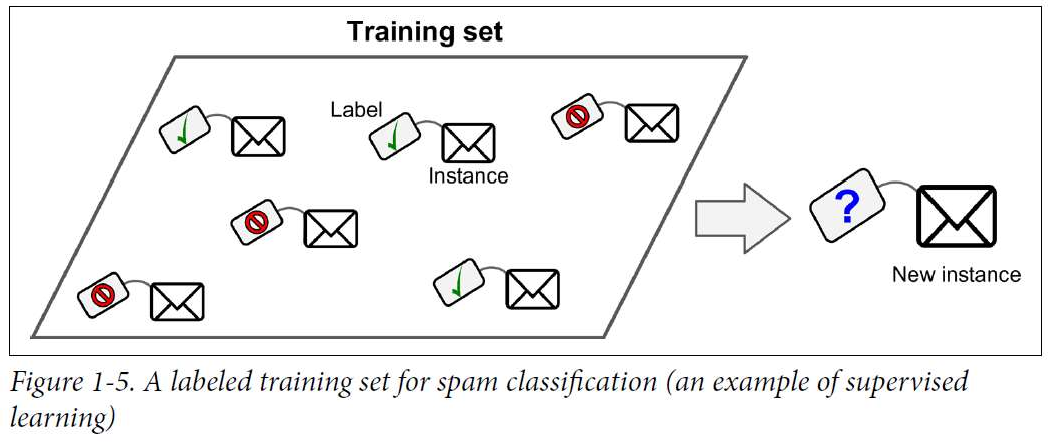 Training set
Label
Instance
?
New instance
Figure 1-5. A labeled training set for spam classification (an example of supervised
learning)